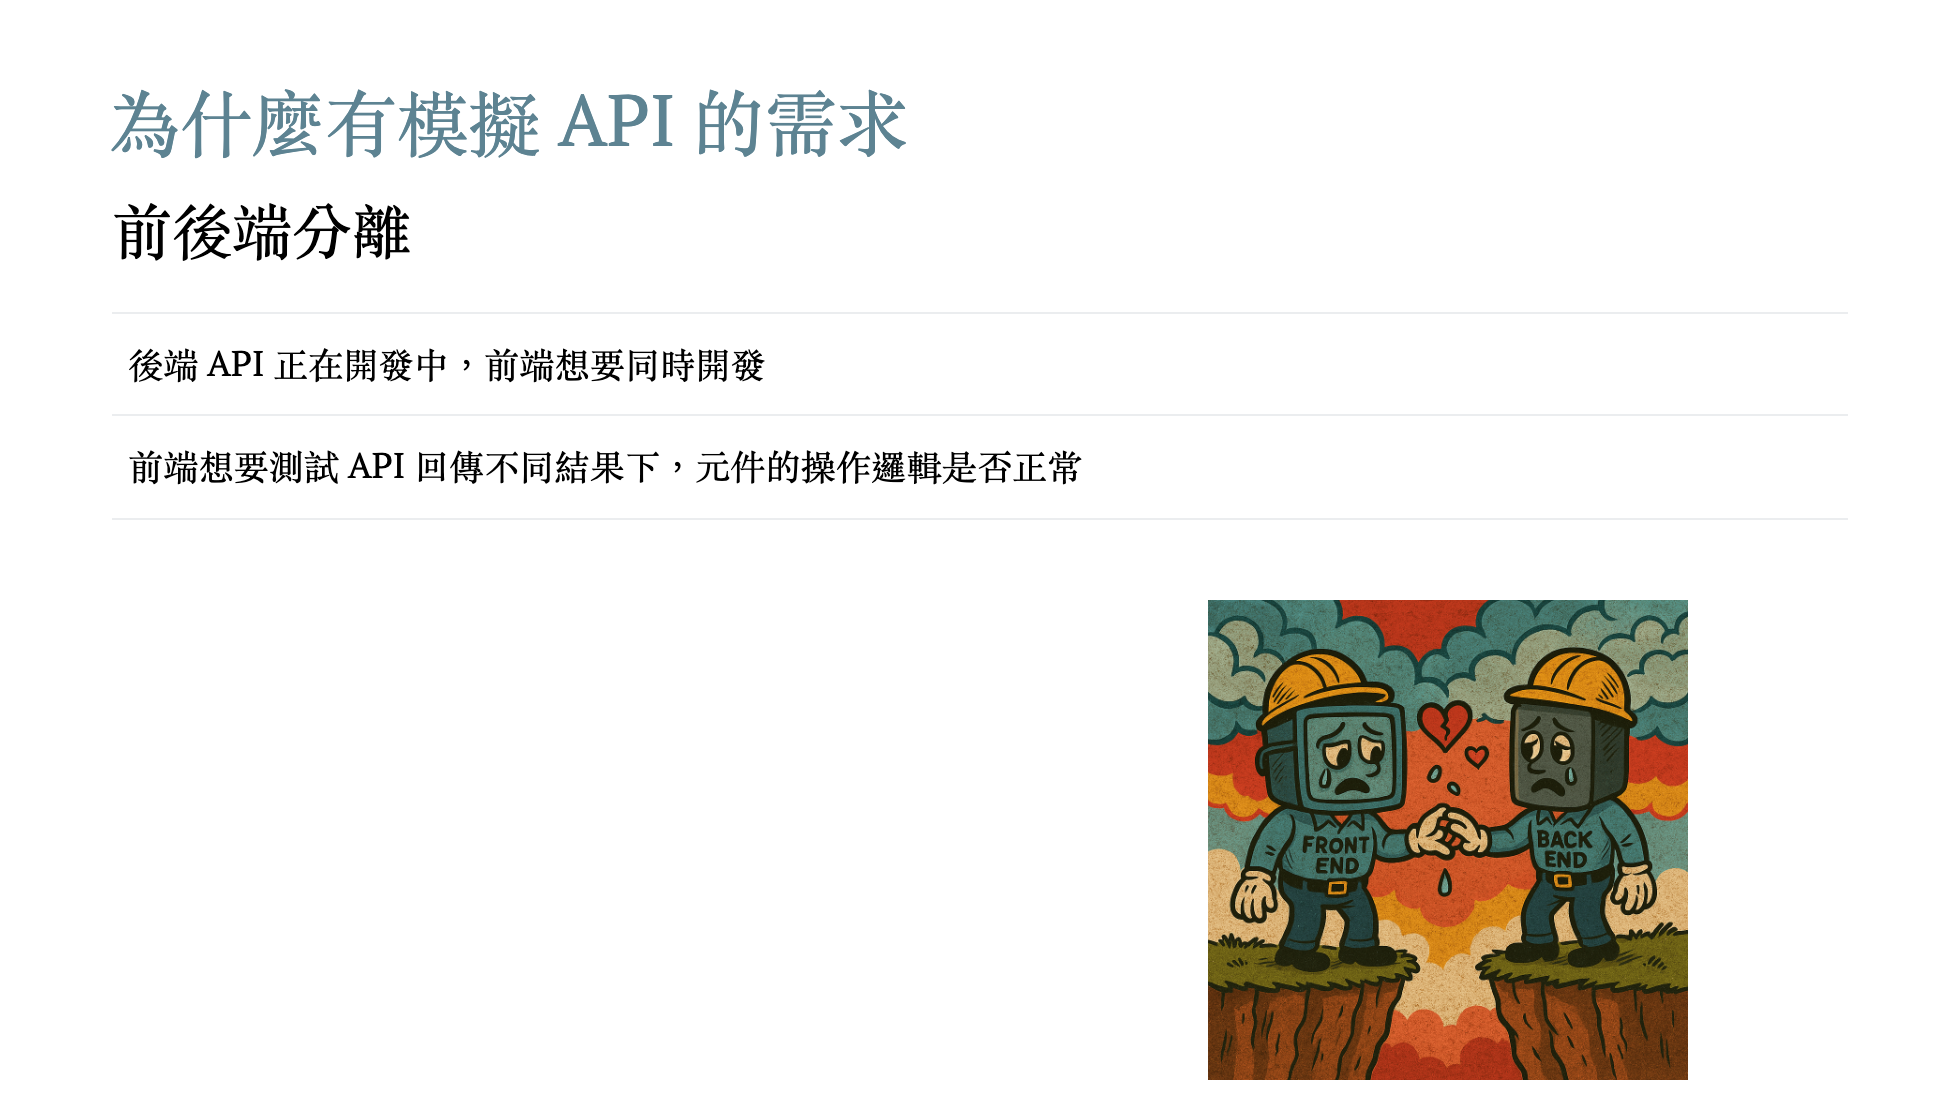 為什麼有模擬 API 的需求
前後端分離
後端 API 正在開發中，前端想要同時開發
前端想要測試 API 回傳不同結果下，元件的操作邏輯是否正常
FRONT
END
BACK
END